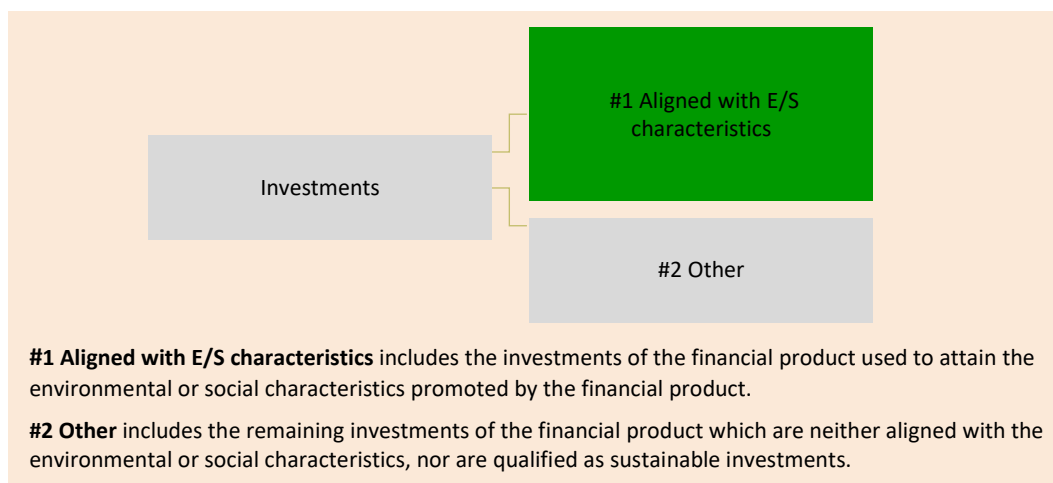 #1 Aligned with E/S
characteristics
Investments
#2 Other
#1 Aligned with E/S characteristics includes the investments of the financial product used to attain the
environmental or social characteristics promoted by the financial product.
#2 Other includes the remaining investments of the financial product which are neither aligned with the
environmental or social characteristics, nor are qualified as sustainable investments.